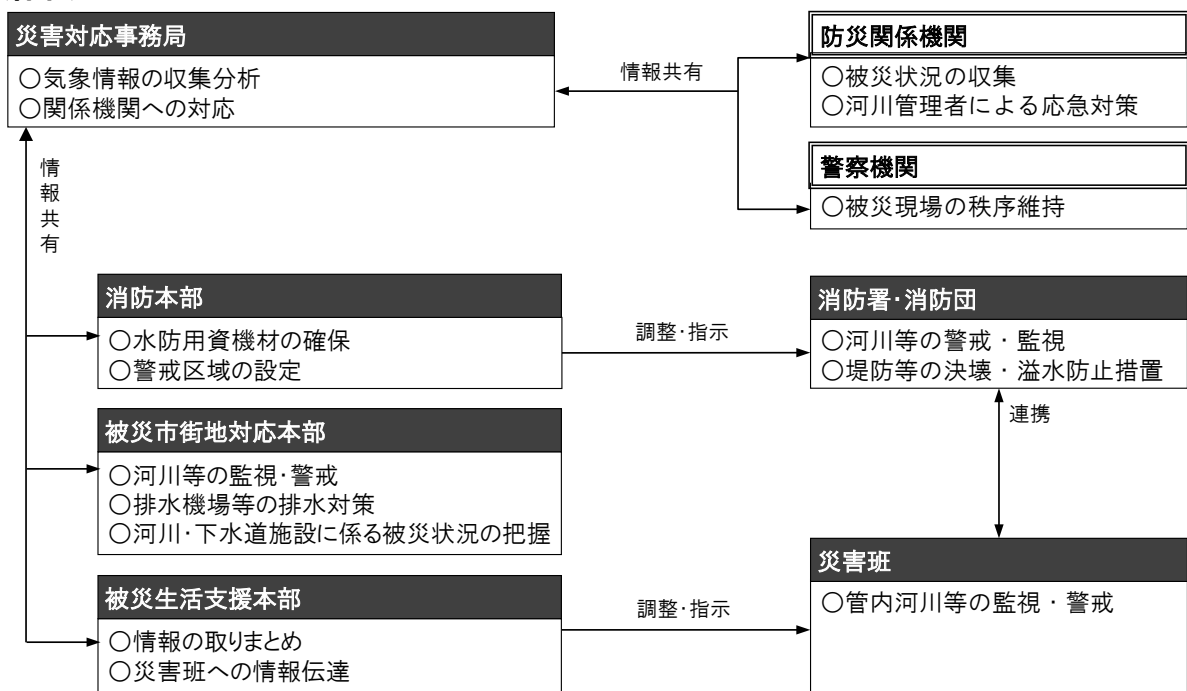 災害対応事務局
○気象情報の収集分析
○関係機関への対応
情報共有
防災関係機関
○被災状況の収集
○河川管理者による応急対策
警察機関
○被災現場の秩序維持
情
報
共
有
消防本部
○水防用資機材の確保
○警戒区域の設定
調整・指示
消防署・消防団
○河川等の警戒・監視
○堤防等の決壊・溢水防止措置
連携
被災市街地対応本部
○河川等の監視・警戒
○排水機場等の排水対策
○河川・下水道施設に係る被災状況の把握
被災生活支援本部
○情報の取りまとめ
○災害班への情報伝達
調整・指示
災害班
○管内河川等の監視・警戒